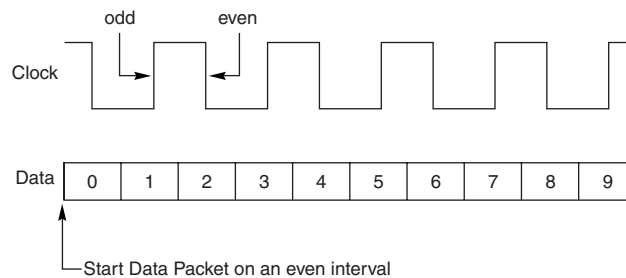 odd even
Clock
Data 0 1 2 3 4 5 6 7 8 9
Start Data Packet on an even interval